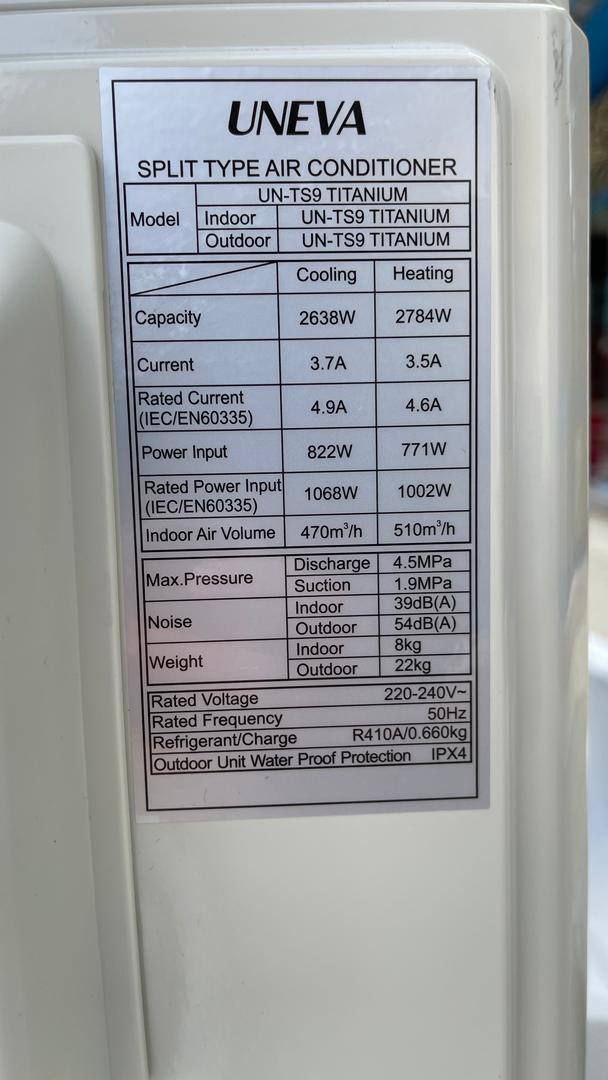 UNEVA
SPLIT TYPE AIR CONDITIONER
Model UN-TS9 TITANIUM
Indoor UN-TS9 TITANIUM
Outdoor UN-TS9 TITANIUM
Cooling Heating
Capacity 2638W 2784W
Current 3.7A 3.5A
Rated Current (IEC/EN60335) 4.9A 4.6A
Power Input 822W 771W
Rated Power Input (IEC/EN60335) 1068W 1002W
Indoor Air Volume 470m³/h 510m³/h
Max.Pressure Discharge 4.5MPa
Suction 1.9MPa
Noise Indoor 39dB(A)
Outdoor 54dB(A)
Weight Indoor 8kg
Outdoor 22kg
Rated Voltage 220-240V~
Rated Frequency 50Hz
Refrigerant/Charge R410A/0.660kg
Outdoor Unit Water Proof Protection IPX4